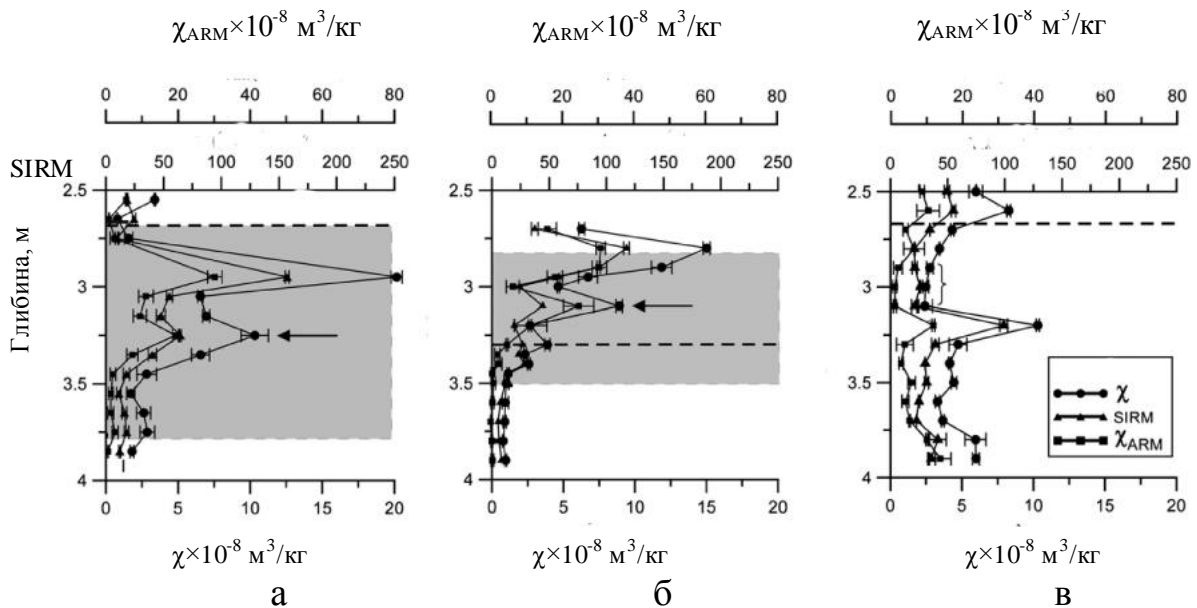 χARM×10-8 м3/кг χARM×10-8 м3/кг χARM×10-8 м3/кг
0 20 40 60 80 0 20 40 60 80 0 20 40 60 80
SIRM 0 50 100 150 200 250 0 50 100 150 200 250 0 50 100 150 200 250
2.5 2.5 2.5
3 3 3
Глибина, м
3.5 3.5 3.5
4 4 4
χ
SIRM
χARM
0 5 10 15 20 0 5 10 15 20 0 5 10 15 20
χ×10-8 м3/кг χ×10-8 м3/кг χ×10-8 м3/кг
а б в